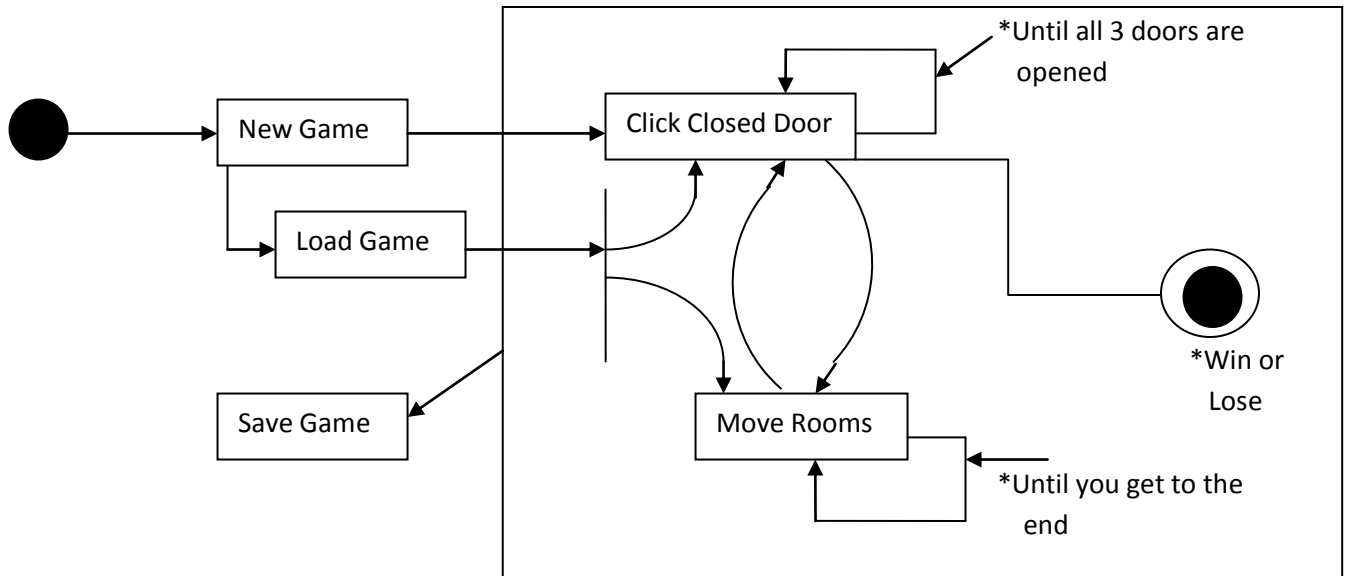 *Until all 3 doors are
opened
New Game
Click Closed Door
Load Game
*Win or
Lose
Save Game
Move Rooms
*Until you get to the
end